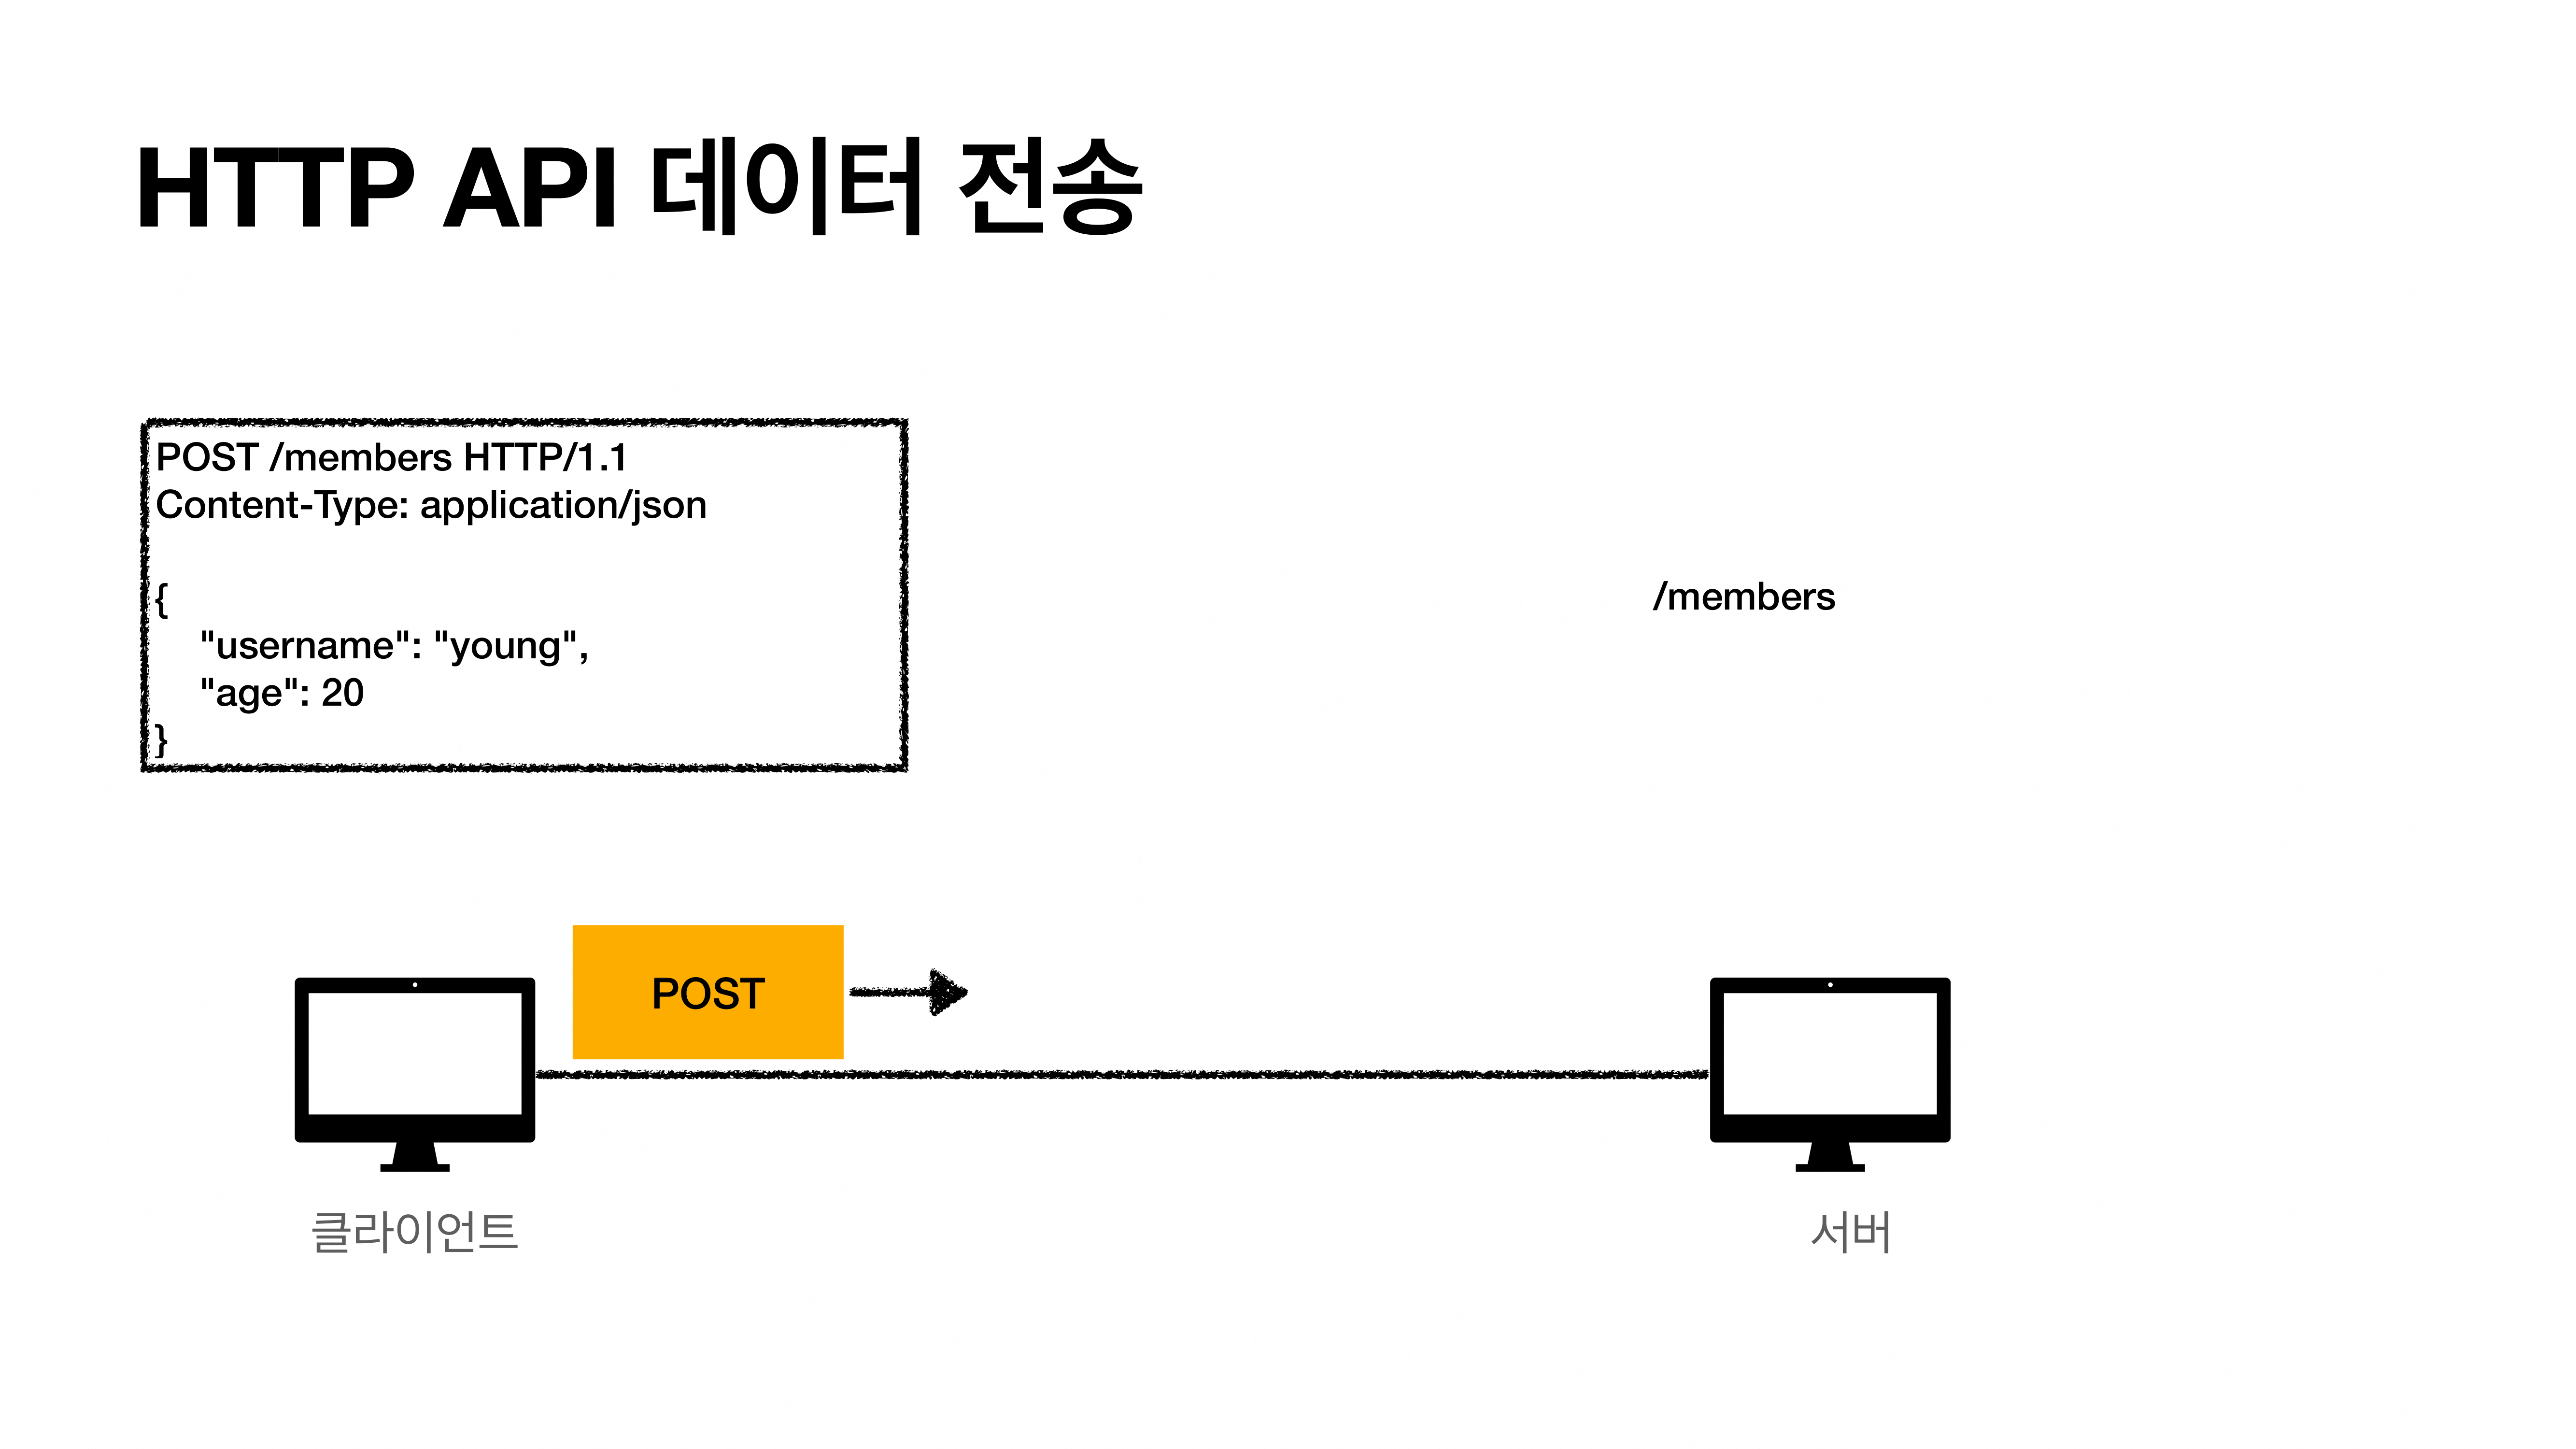 HTTP API 데이터 전송
POST /members HTTP/1.1
Content-Type: application/json
{
"username": "young",
"age": 20
}
/members
POST
클라이언트
서버